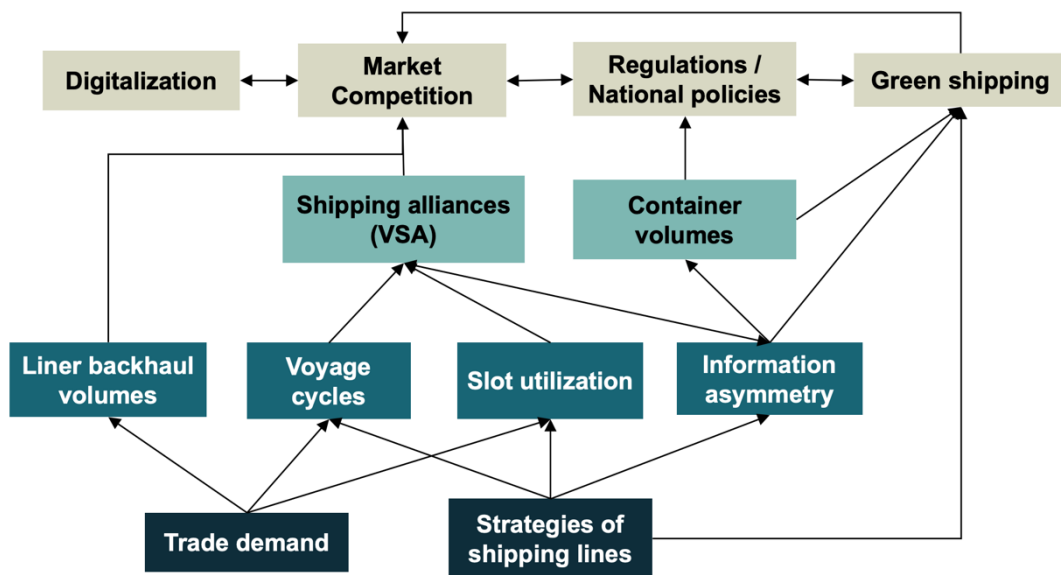 Digitalization
Market
Competition
Regulations /
National policies
Green shipping
Shipping alliances
(VSA)
Container
volumes
Liner backhaul
volumes
Voyage
cycles
Slot utilization
Information
asymmetry
Trade demand
Strategies of
shipping lines